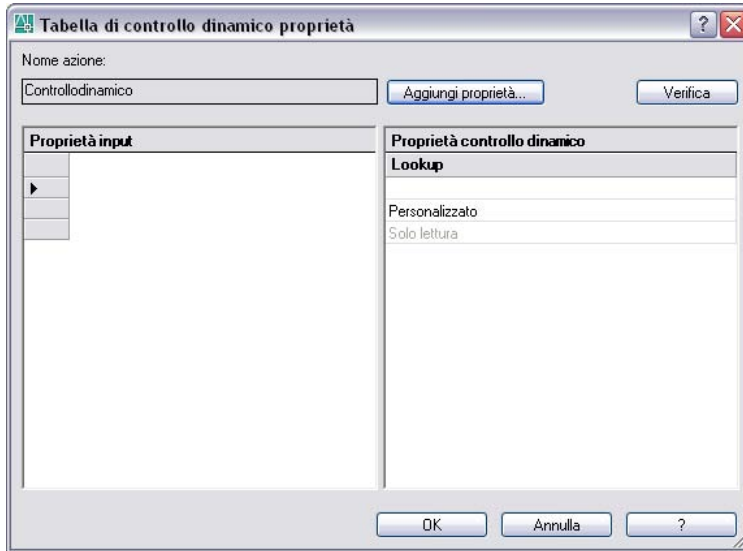 Tabella di controllo dinamico proprietà
?
Nome azione:
Controllodinamico
Aggiungi proprietà...
Verifica
Proprietà input
Proprietà controllo dinamico
Lookup
Personalizzato
Solo lettura
OK
Annulla
?